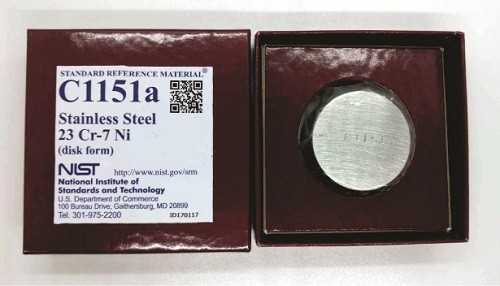 STANDARD REFERENCE MATERIAL®
C1151a
Stainless Steel
23 Cr-7 Ni
(disk form)
NIST http://www.nist.gov/srm
National Institute of
Standards and Technology
U.S. Department of Commerce
100 Bureau Drive, Gaithersburg, MD 20899
Tel. 301-975-2200 ID170117